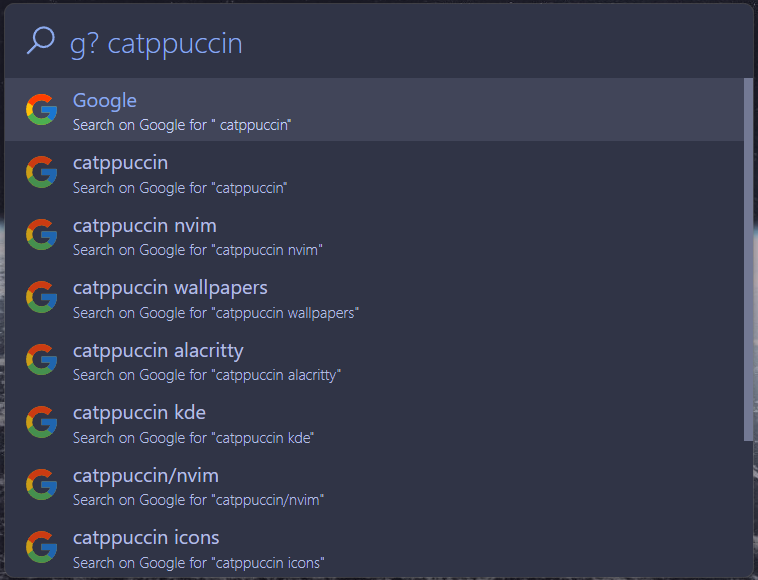 g? catppuccin
Google
Search on Google for " catppuccin"
catppuccin
Search on Google for "catppuccin"
catppuccin nvim
Search on Google for "catppuccin nvim"
catppuccin wallpapers
Search on Google for "catppuccin wallpapers"
catppuccin alacritty
Search on Google for "catppuccin alacritty"
catppuccin kde
Search on Google for "catppuccin kde"
catppuccin/nvim
Search on Google for "catppuccin/nvim"
catppuccin icons
Search on Google for "catppuccin icons"